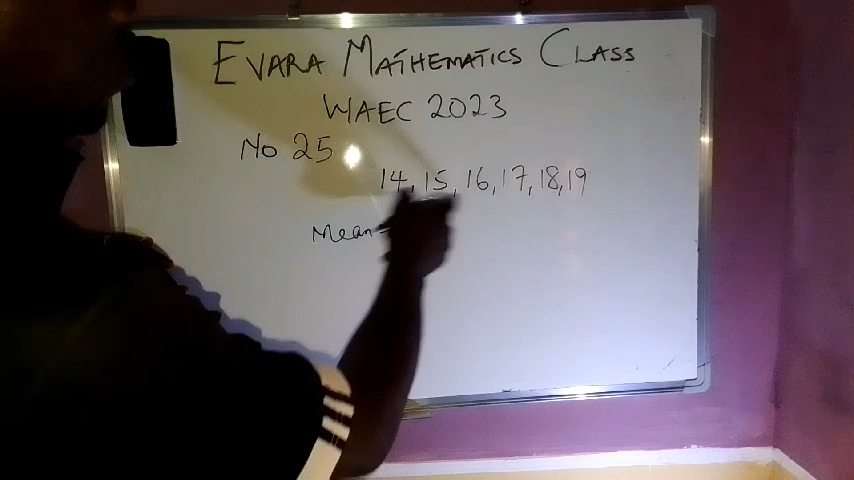 EVARA MATHEMATICS CLASS
WAEC 2023
No 25
14, 15, 16, 17, 18, 19
Mean =